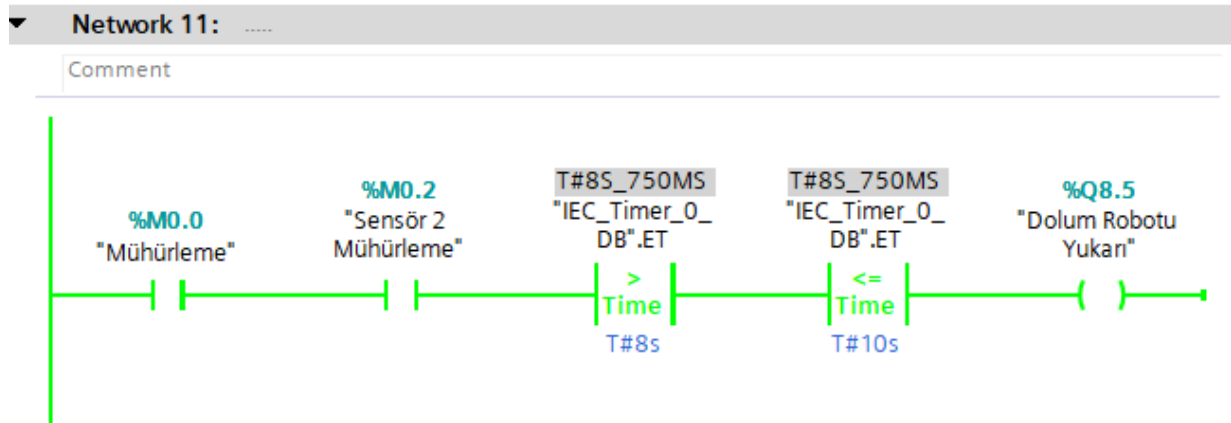 Network 11: .....
Comment
%M0.0
"Mühürleme"
%M0.2
"Sensör 2
Mühürleme"
T#8S_750MS
"IEC_Timer_0_
DB".ET
>
Time
T#8s
T#8S_750MS
"IEC_Timer_0_
DB".ET
<=
Time
T#10s
%Q8.5
"Dolum Robotu
Yukarı"